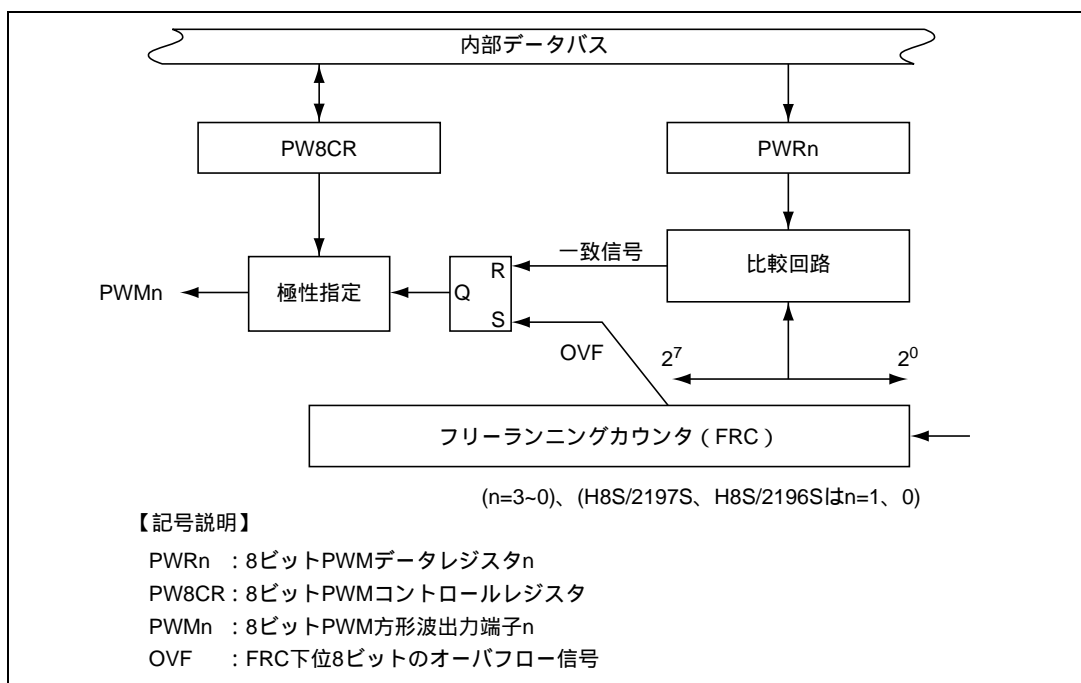 内部データバス
PW8CR
PWRn
一致信号
比較回路
R
Q
S
極性指定
PWMn
OVF
2⁷
2⁰
フリーランニングカウンタ（FRC）
(n=3~0)、(H8S/2197S、H8S/2196Sはn=1、0)
【記号説明】
PWRn ：8ビットPWMデータレジスタn
PW8CR：8ビットPWMコントロールレジスタ
PWMn ：8ビットPWM方形波出力端子n
OVF ：FRC下位8ビットのオーバフロー信号